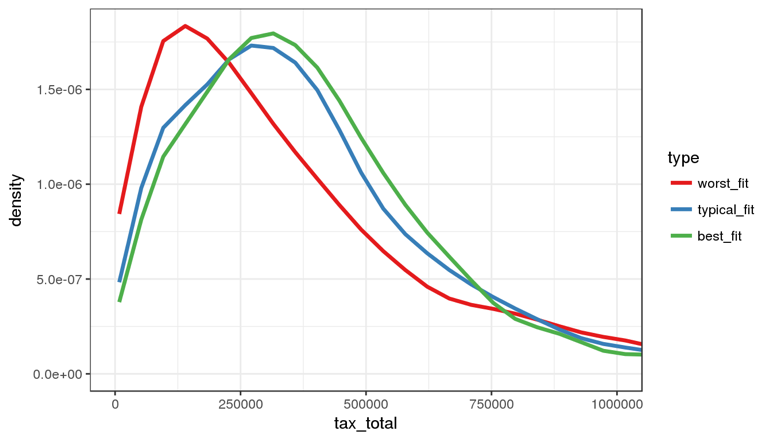 1.5e-06
1.0e-06
5.0e-07
0.0e+00
density
0 250000 500000 750000 1000000
tax_total
type
worst_fit
typical_fit
best_fit